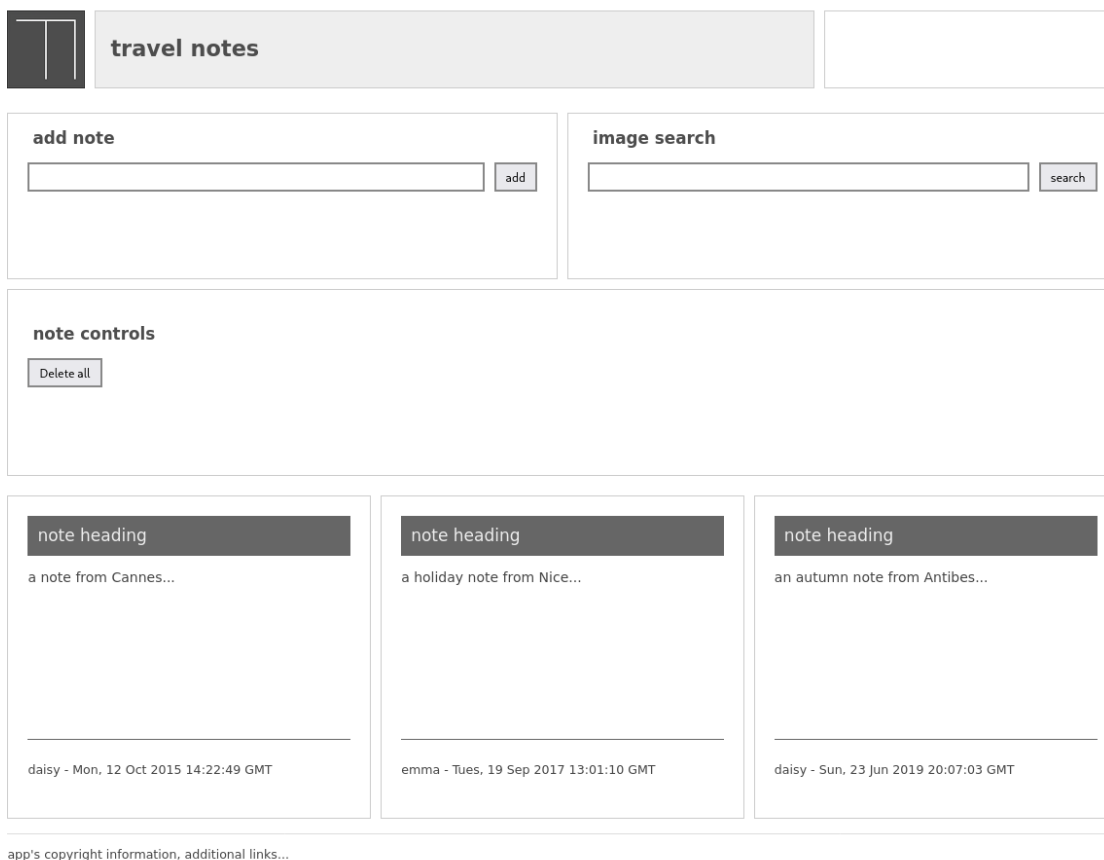 travel notes
add note
add
image search
search
note controls
Delete all
note heading
a note from Cannes...
daisy - Mon, 12 Oct 2015 14:22:49 GMT
note heading
a holiday note from Nice...
emma - Tues, 19 Sep 2017 13:01:10 GMT
note heading
an autumn note from Antibes...
daisy - Sun, 23 Jun 2019 20:07:03 GMT
app's copyright information, additional links...